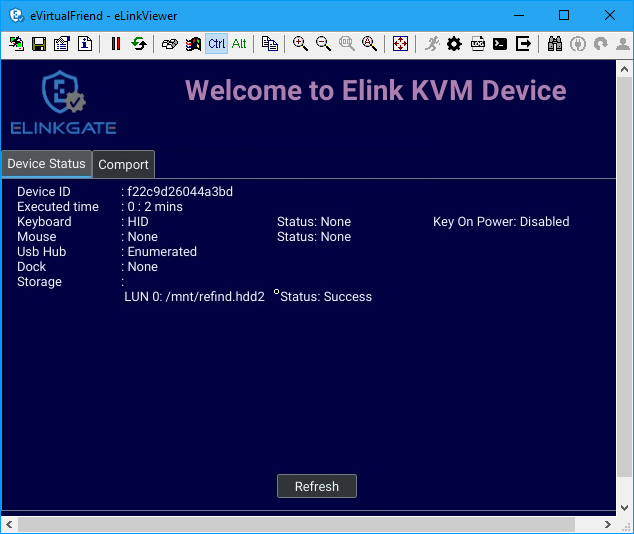 eVirtualFriend - eLinkViewer
Ctrl Alt
LOG
ELINKGATE
Welcome to Elink KVM Device
Device Status Comport
Device ID : f22c9d26044a3bd
Executed time : 0 : 2 mins
Keyboard : HID Status: None Key On Power: Disabled
Mouse : None Status: None
Usb Hub : Enumerated
Dock : None
Storage :
LUN 0: /mnt/refind.hdd2 Status: Success
Refresh